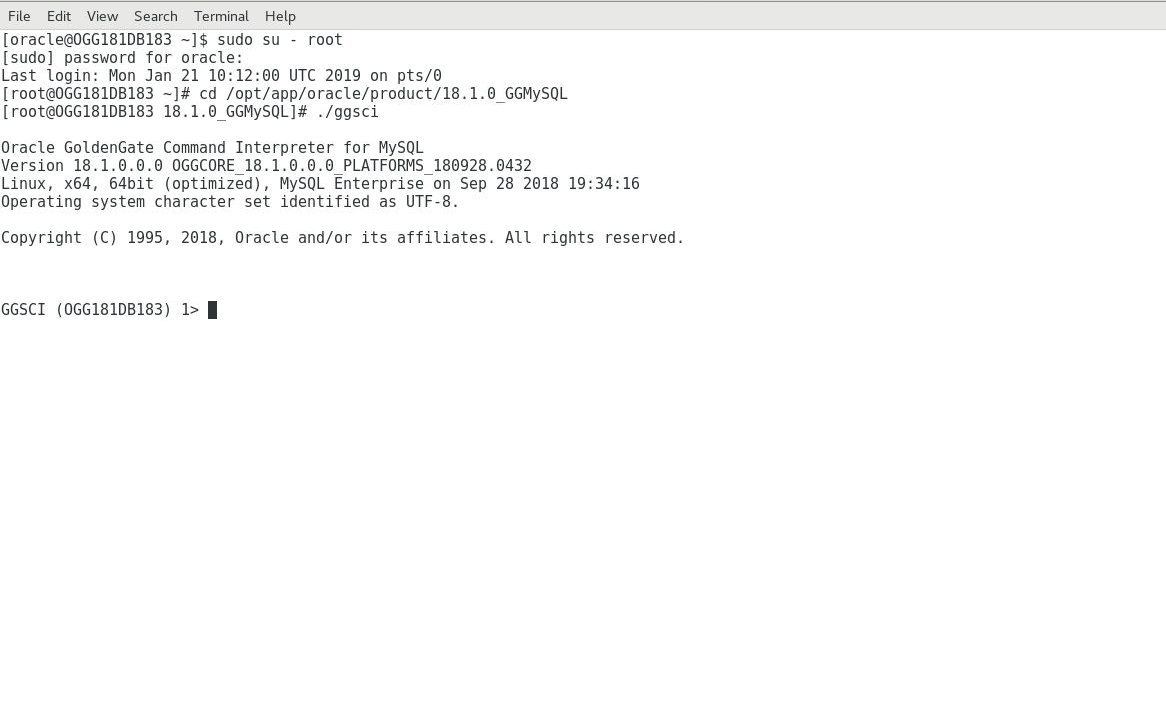 File Edit View Search Terminal Help
[oracle@OGG181DB183 ~]$ sudo su - root
[sudo] password for oracle:
Last login: Mon Jan 21 10:12:00 UTC 2019 on pts/0
[root@OGG181DB183 ~]# cd /opt/app/oracle/product/18.1.0_GGMySQL
[root@OGG181DB183 18.1.0_GGMySQL]# ./ggsci
Oracle GoldenGate Command Interpreter for MySQL
Version 18.1.0.0.0 OGGCORE_18.1.0.0.0_PLATFORMS_180928.0432
Linux, x64, 64bit (optimized), MySQL Enterprise on Sep 28 2018 19:34:16
Operating system character set identified as UTF-8.
Copyright (C) 1995, 2018, Oracle and/or its affiliates. All rights reserved.
GGSCI (OGG181DB183) 1>